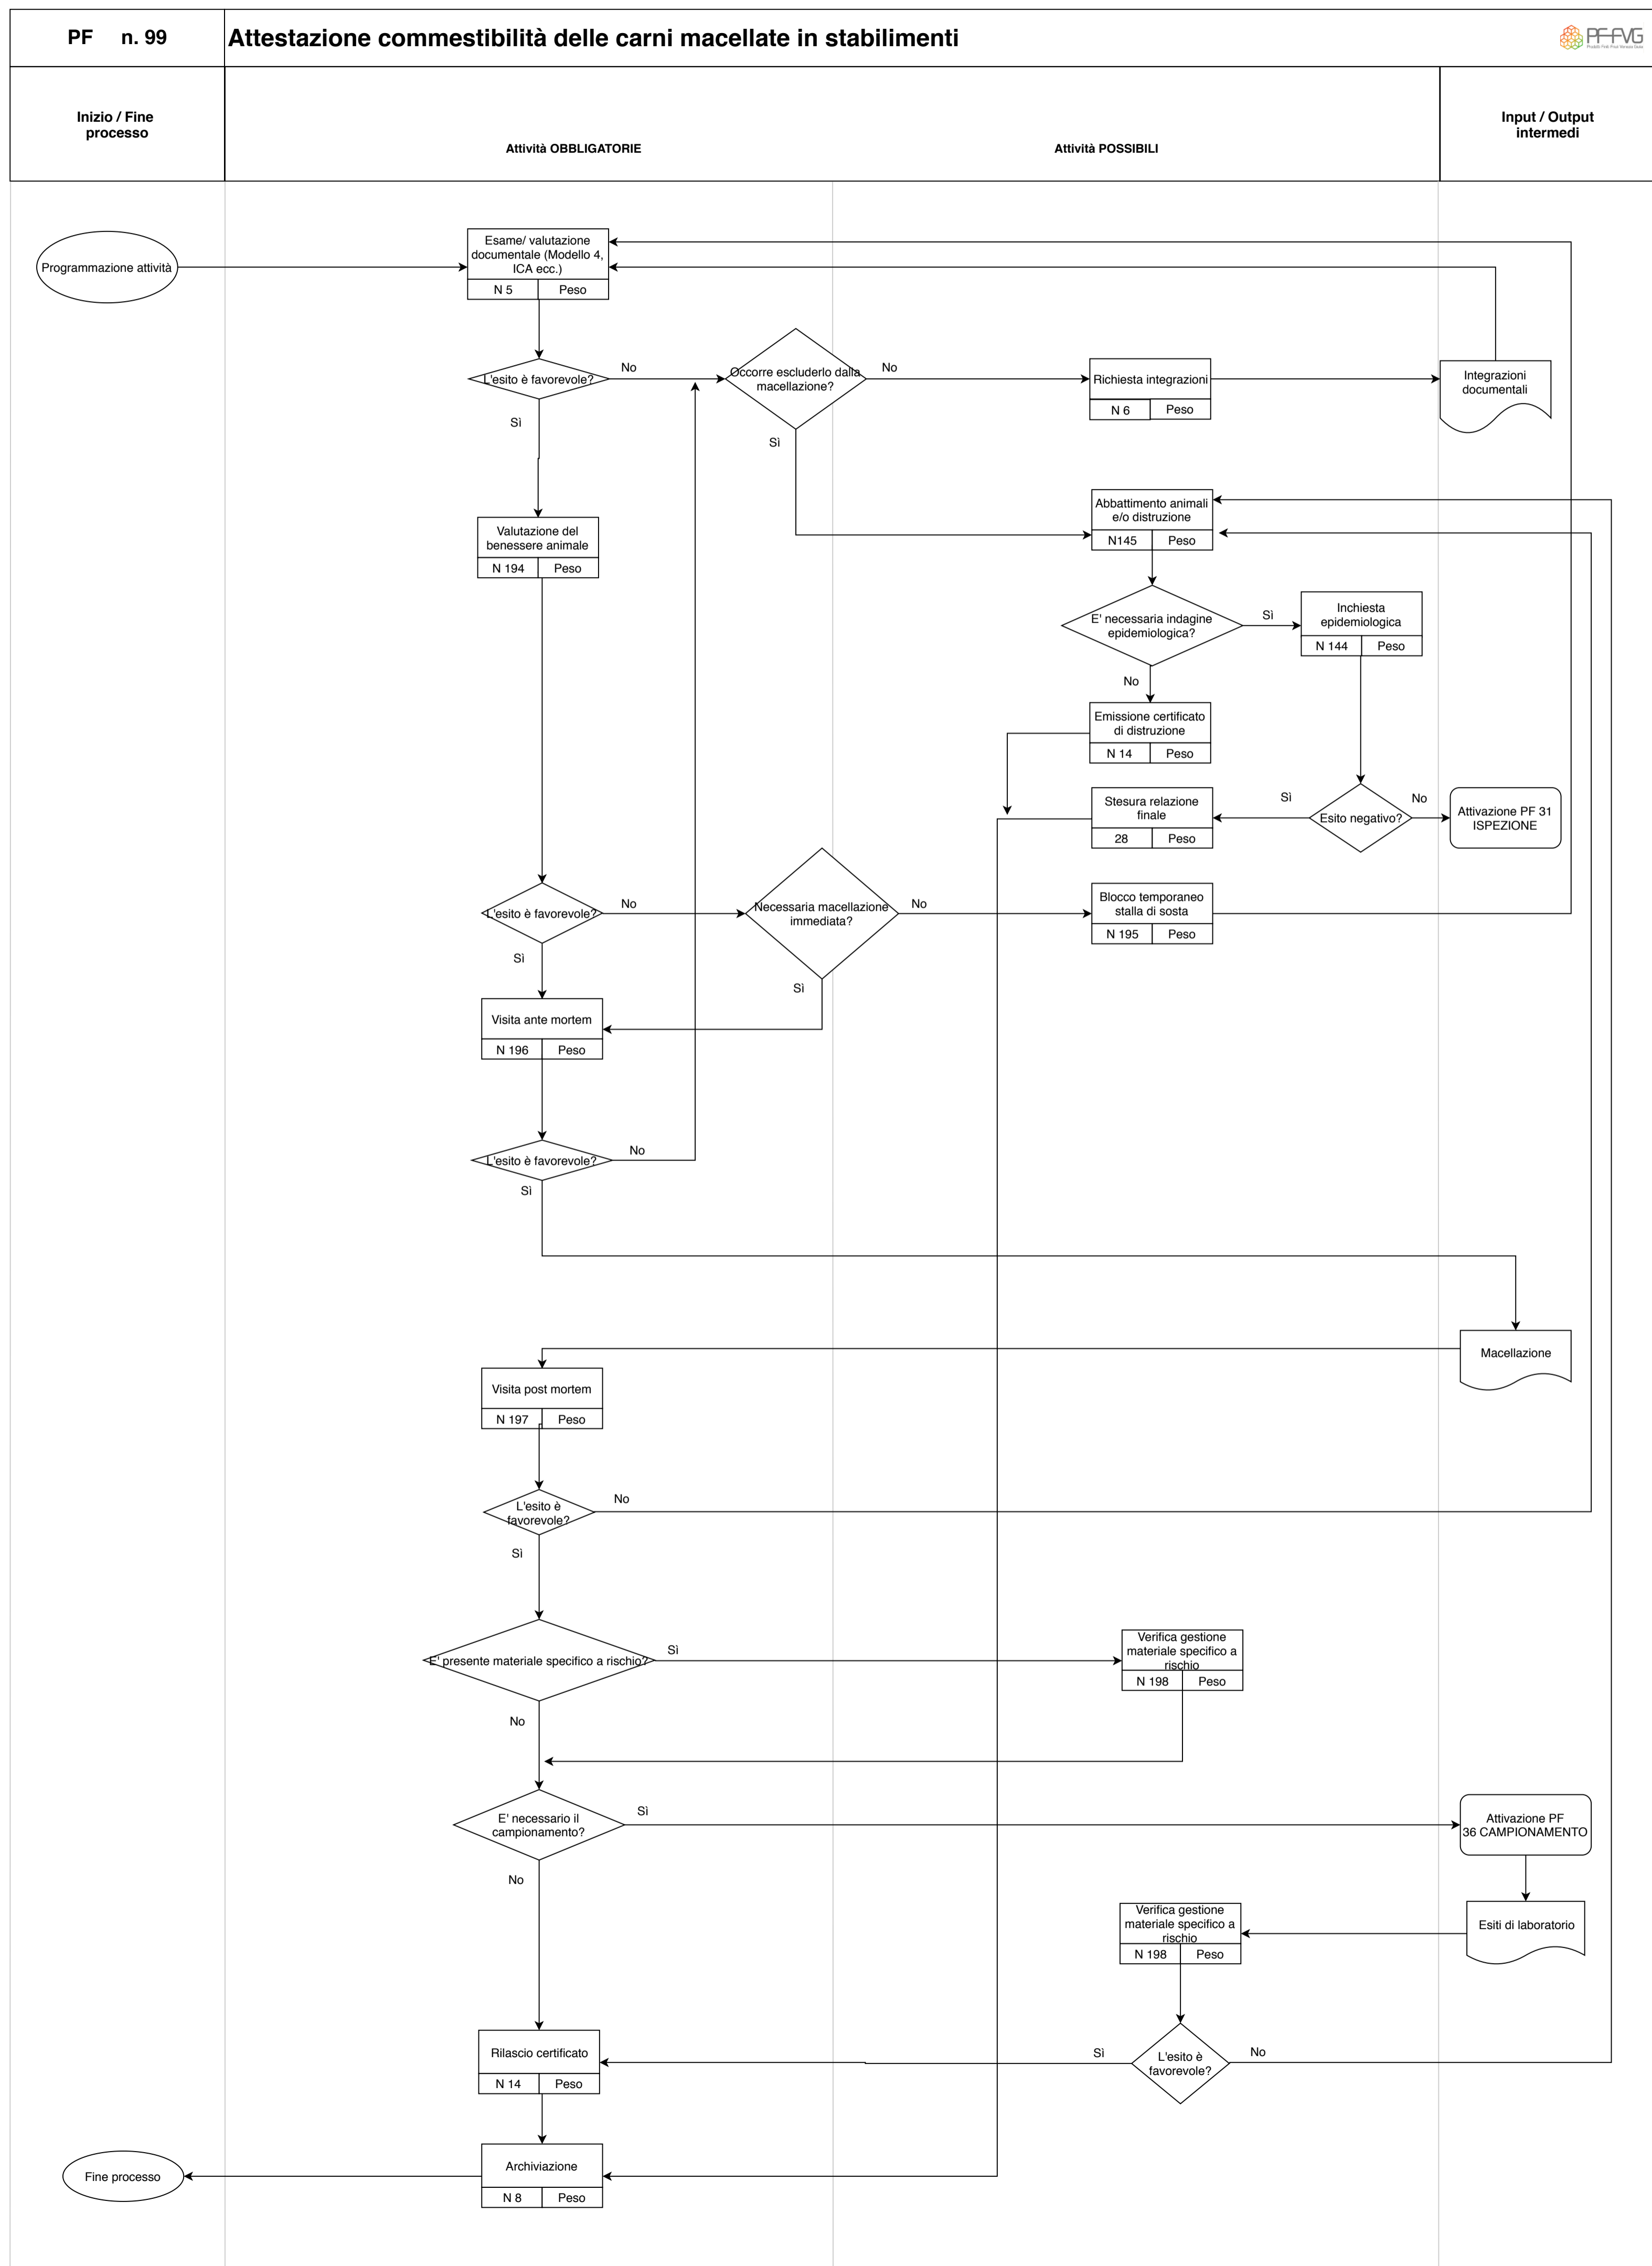 PF n. 99
Attestazione commestibilità delle carni macellate in stabilimenti
PF-FVG
Inizio / Fine
processo
Attività OBBLIGATORIE
Attività POSSIBILI
Input / Output
intermedi
Programmazione attività
Esame/ valutazione
documentale (Modello 4,
ICA ecc.)
N 5
Peso
L'esito è favorevole?
No
Sì
Occorre escluderlo dalla
macellazione?
No
Sì
Richiesta integrazioni
N 6
Peso
Integrazioni
documentali
Abbattimento animali
e/o distruzione
N145
Peso
Valutazione del
benessere animale
N 194
Peso
E' necessaria indagine
epidemiologica?
Sì
No
Inchiesta
epidemiologica
N 144
Peso
Emissione certificato
di distruzione
N 14
Peso
Stesura relazione
finale
28
Peso
Sì
Esito negativo?
No
Attivazione PF 31
ISPEZIONE
L'esito è favorevole?
No
Sì
Necessaria macellazione
immediata?
No
Sì
Blocco temporaneo
stalla di sosta
N 195
Peso
Visita ante mortem
N 196
Peso
L'esito è favorevole?
No
Sì
Macellazione
Visita post mortem
N 197
Peso
L'esito è
favorevole?
No
Sì
E' presente materiale specifico a rischio?
Sì
No
Verifica gestione
materiale specifico a
rischio
N 198
Peso
E' necessario il
campionamento?
Sì
No
Attivazione PF
36 CAMPIONAMENTO
Esiti di laboratorio
Verifica gestione
materiale specifico a
rischio
N 198
Peso
L'esito è
favorevole?
Sì
No
Rilascio certificato
N 14
Peso
Archiviazione
N 8
Peso
Fine processo